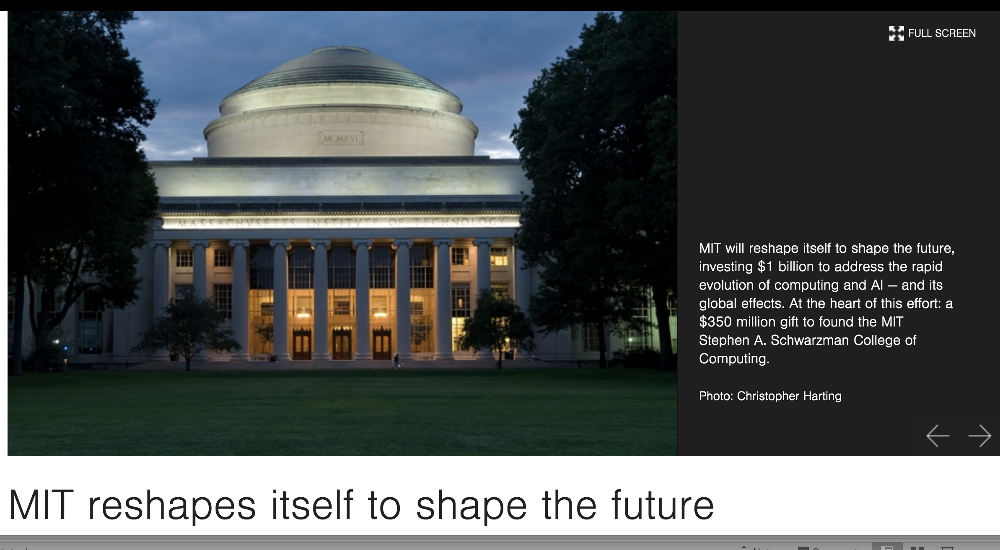 FULL SCREEN
MCMXVI
MASSACHVSETTS INSTITVTE OF TECHNOLOGY
MIT will reshape itself to shape the future,
investing $1 billion to address the rapid
evolution of computing and AI — and its
global effects. At the heart of this effort: a
$350 million gift to found the MIT
Stephen A. Schwarzman College of
Computing.
Photo: Christopher Harting
MIT reshapes itself to shape the future